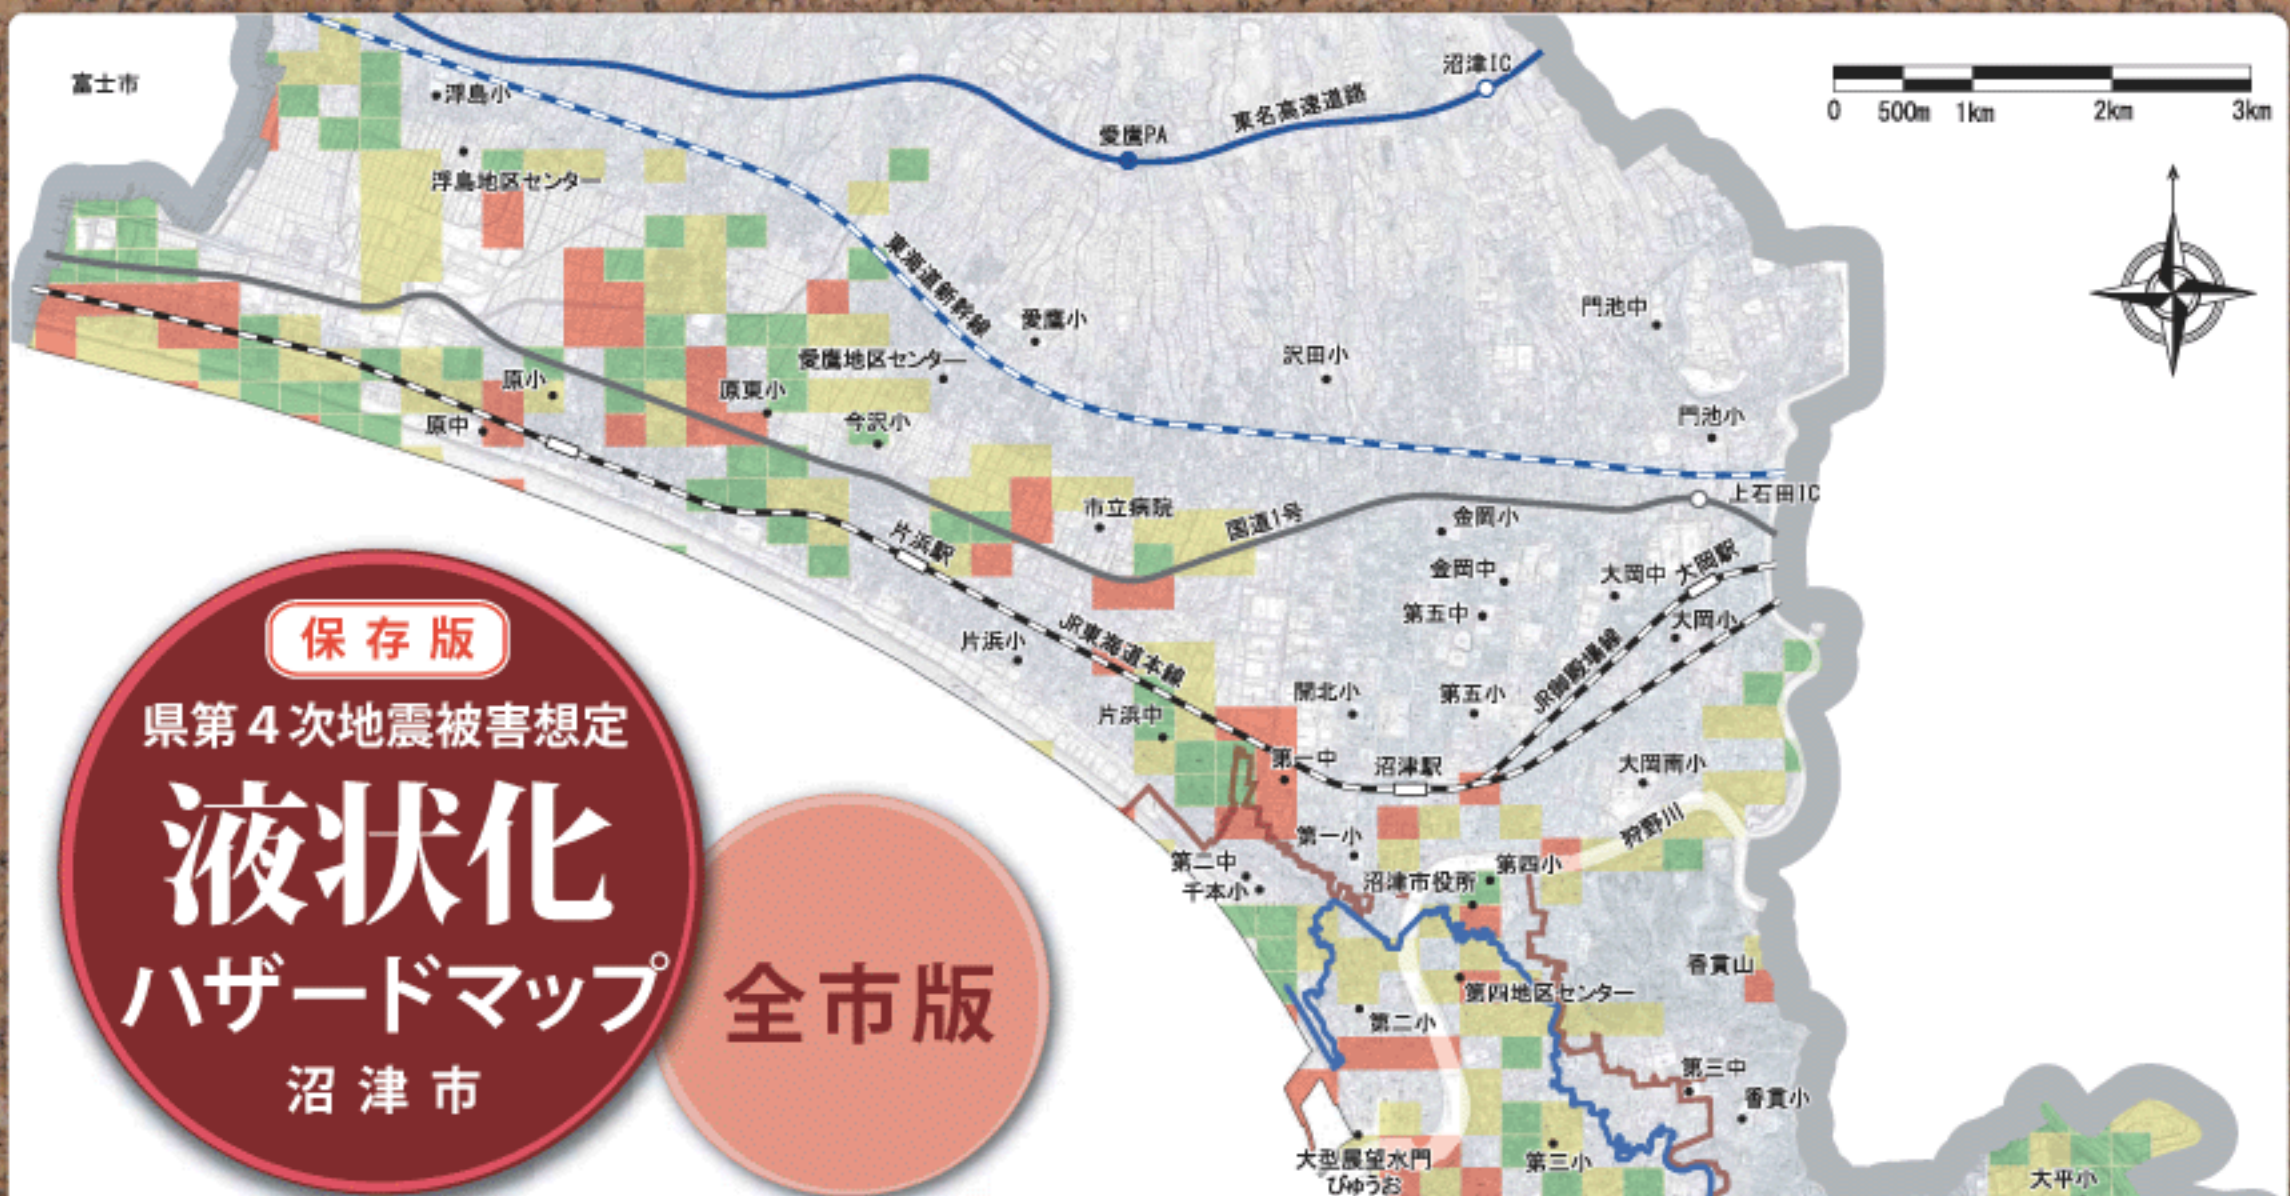 富士市
浮島小
浮島地区センター
沼津IC
東名高速道路
愛鷹PA
0 500m 1km 2km 3km
東海道新幹線
愛鷹小
愛鷹地区センター
沢田小
門池中
門池小
原小
原中
原東小
今沢小
上石田IC
市立病院
国道1号
金岡小
金岡中
第五中
大岡中
大岡駅
大岡小
片浜駅
片浜小
JR東海道本線
JR御殿場線
片浜中
開北小
第五小
第一中
沼津駅
大岡南小
第一小
狩野川
第二中
千本小
沼津市役所
第四小
香貫山
第四地区センター
第二小
第三中
香貫小
大型展望水門
びゅうお
第三小
大平小
保存版
県第4次地震被害想定
液状化
ハザードマップ
沼津市
全市版